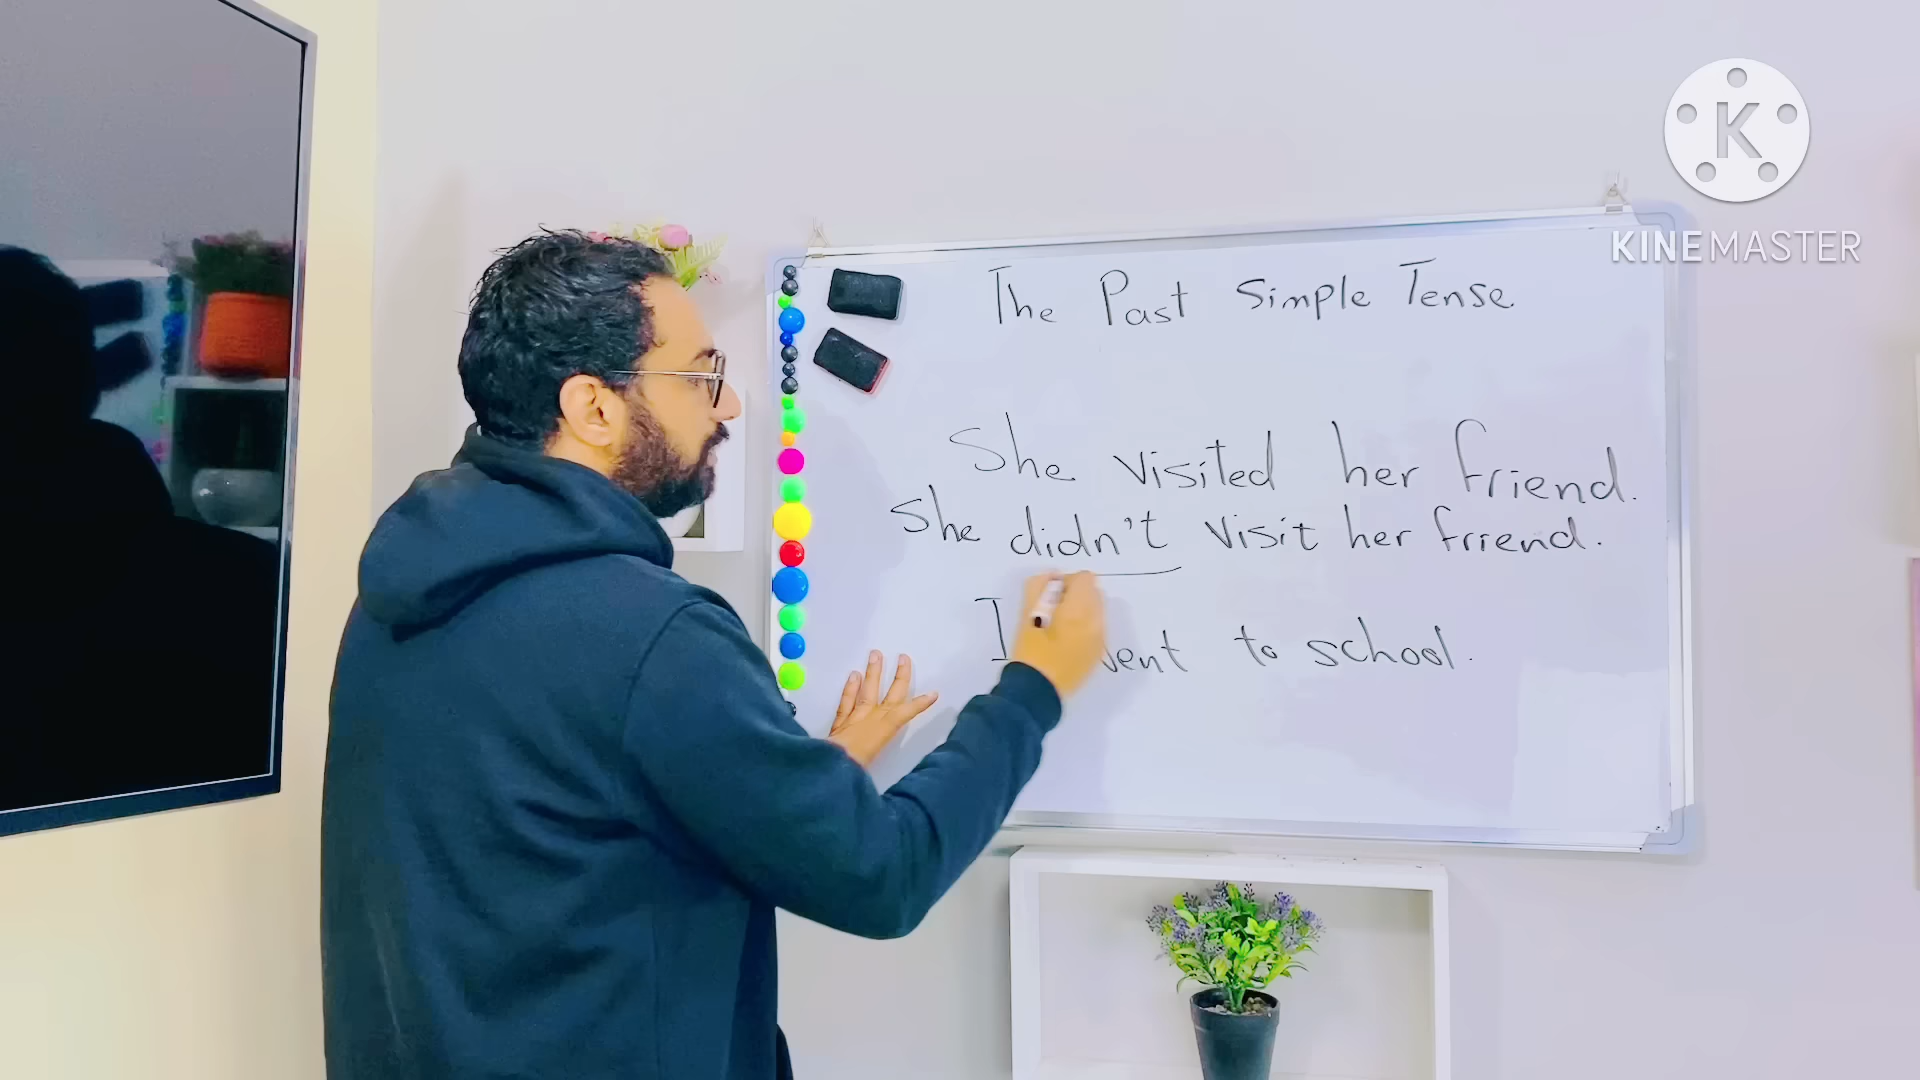 K
KINEMASTER
The Past Simple Tense
She visited her friend.
She didn't visit her friend.
I to school.